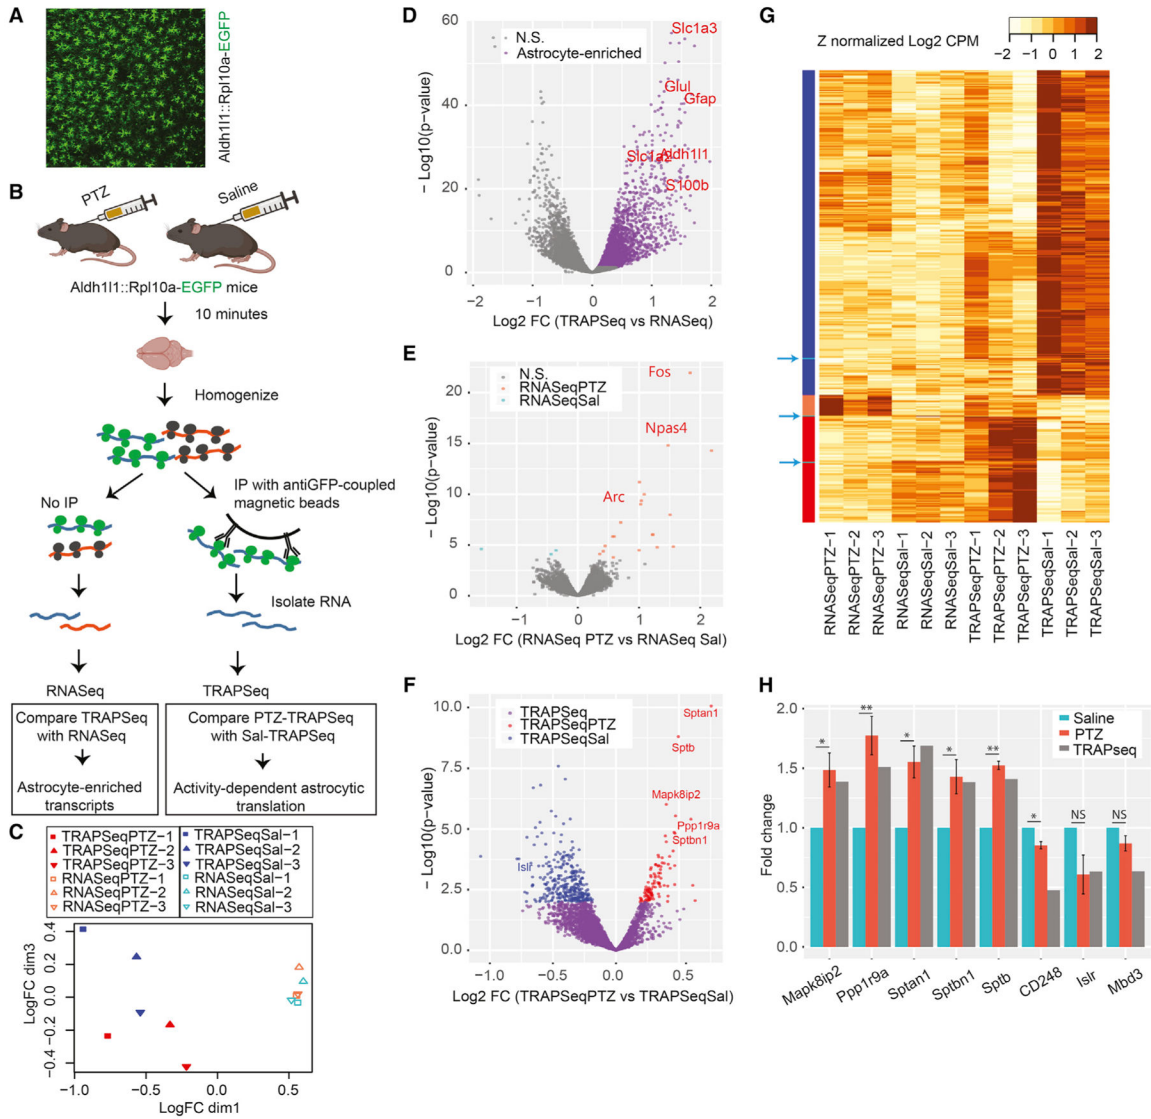 A
Aldh1l1::Rpl10a-EGFP
B
PTZ
Saline
Aldh1l1::Rpl10a-EGFP mice
10 minutes
Homogenize
No IP
IP with antiGFP-coupled
magnetic beads
Isolate RNA
RNASeq
TRAPSeq
Compare TRAPSeq
with RNASeq
Astrocyte-enriched
transcripts
Compare PTZ-TRAPSeq
with Sal-TRAPSeq
Activity-dependent astrocytic
translation
C
TRAPSeqPTZ-1
TRAPSeqPTZ-2
TRAPSeqPTZ-3
RNASeqPTZ-1
RNASeqPTZ-2
RNASeqPTZ-3
TRAPSeqSal-1
TRAPSeqSal-2
TRAPSeqSal-3
RNASeqSal-1
RNASeqSal-2
RNASeqSal-3
LogFC dim3
0.4
0.2
0.0
−0.2
−0.4
−1.0 −0.5 0.0 0.5
LogFC dim1
D
N.S.
Astrocyte-enriched
Slc1a3
Glul
Gfap
Slc1a2
Aldh1l1
S100b
− Log10(p−value)
60
40
20
0
−2 −1 0 1 2
Log2 FC (TRAPSeq vs RNASeq)
E
N.S.
RNASeqPTZ
RNASeqSal
Fos
Npas4
Arc
− Log10(p−value)
20
15
10
5
0
−1 0 1 2
Log2 FC (RNASeq PTZ vs RNASeq Sal)
F
TRAPSeq
TRAPSeqPTZ
TRAPSeqSal
Sptan1
Sptb
Mapk8ip2
Ppp1r9a
Sptbn1
Islr
− Log10(p−value)
10.0
7.5
5.0
2.5
0.0
−1.0 −0.5 0.0 0.5
Log2 FC (TRAPSeqPTZ vs TRAPSeqSal)
G
Z normalized Log2 CPM
−2 −1 0 1 2
RNASeqPTZ−1
RNASeqPTZ−2
RNASeqPTZ−3
RNASeqSal−1
RNASeqSal−2
RNASeqSal−3
TRAPSeqPTZ−1
TRAPSeqPTZ−2
TRAPSeqPTZ−3
TRAPSeqSal−1
TRAPSeqSal−2
TRAPSeqSal−3
H
Saline
PTZ
TRAPseq
Fold change
2.0
1.5
1.0
0.5
0.0
* ** * * ** * NS NS
Mapk8ip2
Ppp1r9a
Sptan1
Sptbn1
Sptb
CD248
Islr
Mbd3